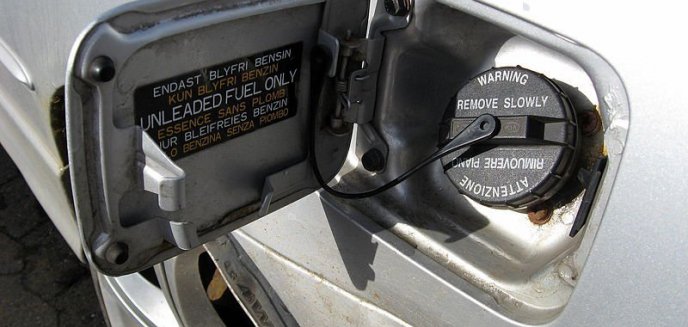 ENDAST BLYFRI BENSIN
KUN BLYFRI BENZIN
UNLEADED FUEL ONLY
ESSENCE SANS PLOMB
NUR BLEIFREIES BENZIN
O BENZINA SENZA PIOMBO
WARNING
REMOVE SLOWLY
RIMUOVERE PIANO
ATTENZIONE